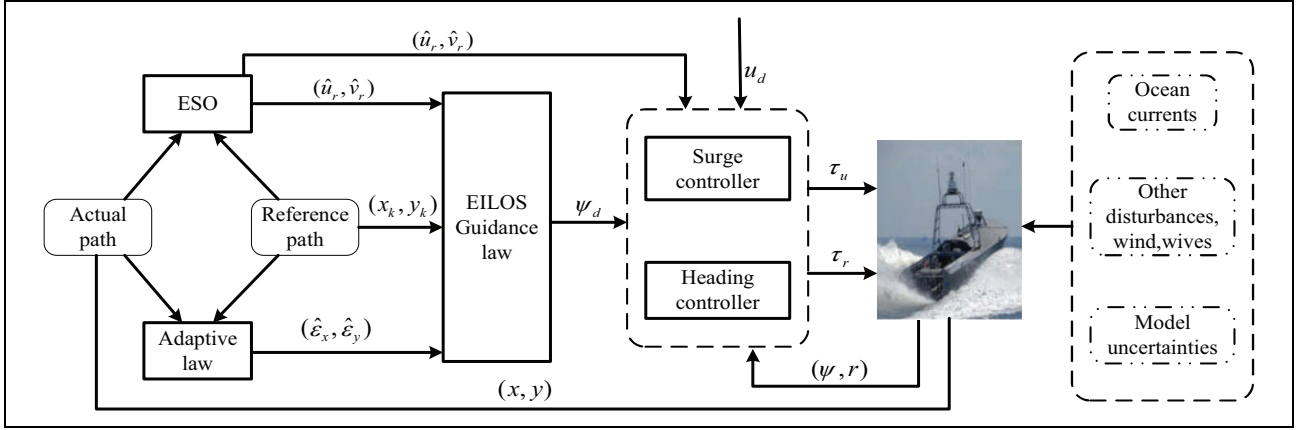 (û_r, v̂_r)
u_d
ESO
(û_r, v̂_r)
Ocean
currents
Surge
controller
τ_u
Actual
path
Reference
path
(x_k, y_k)
EILOS
Guidance
law
ψ_d
Other
disturbances,
wind,wives
Heading
controller
τ_r
Adaptive
law
(ε̂_x, ε̂_y)
Model
uncertainties
(ψ, r)
(x, y)